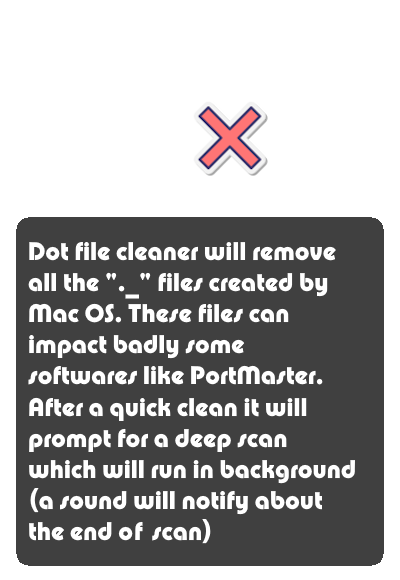 Dot file cleaner will remove
all the "._" files created by
Mac OS. These files can
impact badly some
softwares like PortMaster.
After a quick clean it will
prompt for a deep scan
which will run in background
(a sound will notify about
the end of scan)